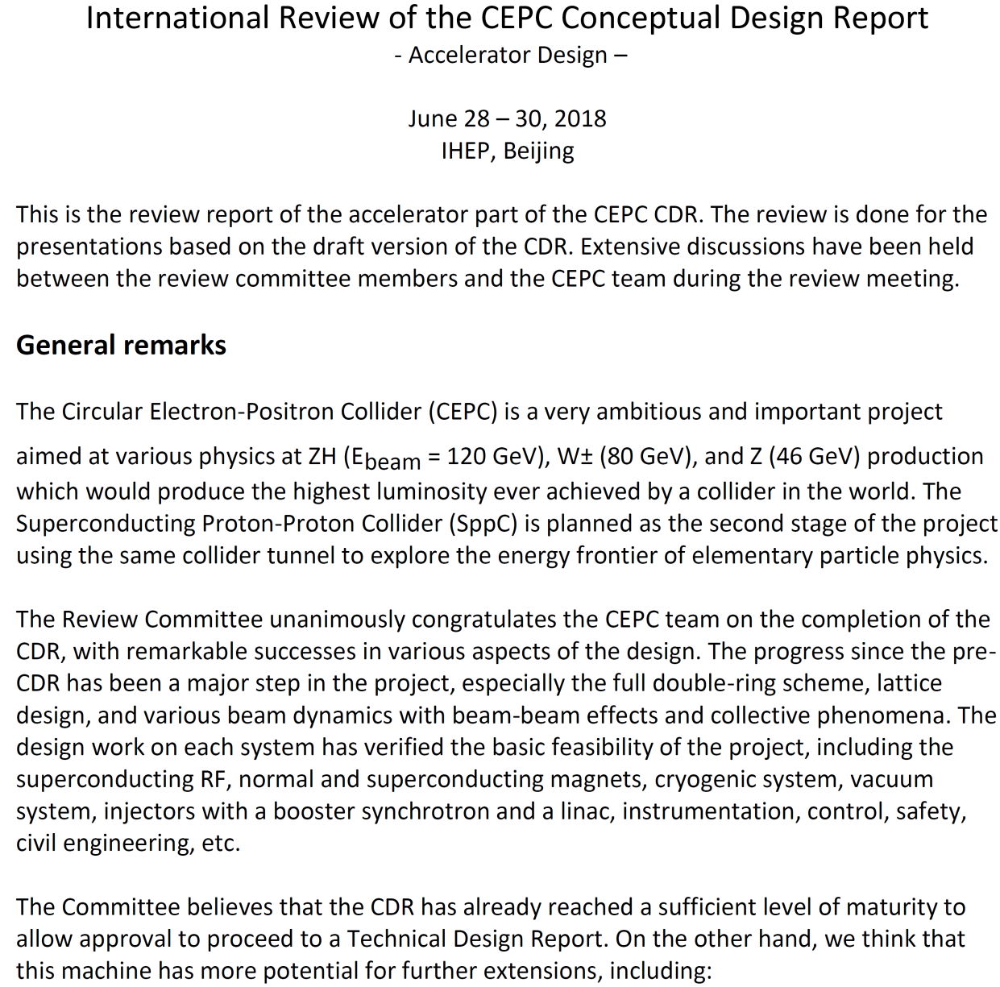 International Review of the CEPC Conceptual Design Report
- Accelerator Design –
June 28 – 30, 2018
IHEP, Beijing
This is the review report of the accelerator part of the CEPC CDR. The review is done for the
presentations based on the draft version of the CDR. Extensive discussions have been held
between the review committee members and the CEPC team during the review meeting.
General remarks
The Circular Electron-Positron Collider (CEPC) is a very ambitious and important project
aimed at various physics at ZH (Ebeam = 120 GeV), W± (80 GeV), and Z (46 GeV) production
which would produce the highest luminosity ever achieved by a collider in the world. The
Superconducting Proton-Proton Collider (SppC) is planned as the second stage of the project
using the same collider tunnel to explore the energy frontier of elementary particle physics.
The Review Committee unanimously congratulates the CEPC team on the completion of the
CDR, with remarkable successes in various aspects of the design. The progress since the pre-
CDR has been a major step in the project, especially the full double-ring scheme, lattice
design, and various beam dynamics with beam-beam effects and collective phenomena. The
design work on each system has verified the basic feasibility of the project, including the
superconducting RF, normal and superconducting magnets, cryogenic system, vacuum
system, injectors with a booster synchrotron and a linac, instrumentation, control, safety,
civil engineering, etc.
The Committee believes that the CDR has already reached a sufficient level of maturity to
allow approval to proceed to a Technical Design Report. On the other hand, we think that
this machine has more potential for further extensions, including: